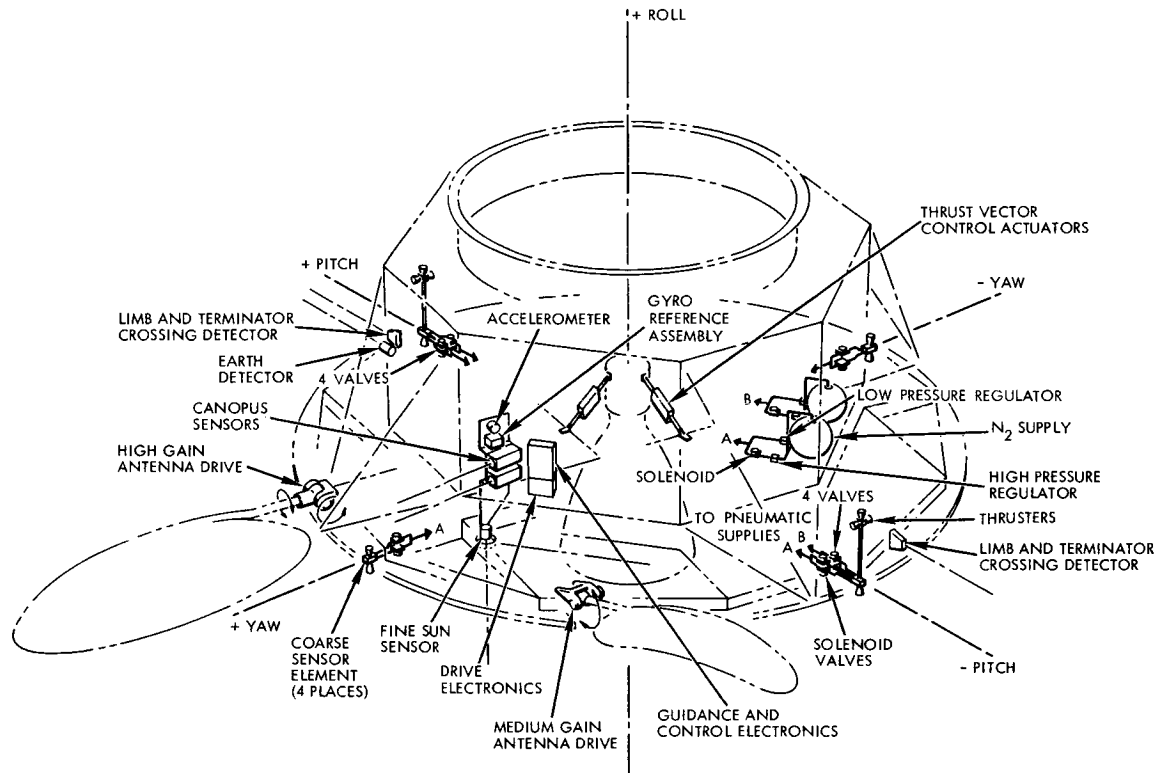 + ROLL
THRUST VECTOR
CONTROL ACTUATORS
+ PITCH
- YAW
GYRO
REFERENCE
ASSEMBLY
LIMB AND TERMINATOR
CROSSING DETECTOR
ACCELEROMETER
EARTH
DETECTOR
4 VALVES
B
LOW PRESSURE REGULATOR
CANOPUS
SENSORS
N2 SUPPLY
A
HIGH GAIN
ANTENNA DRIVE
SOLENOID
HIGH PRESSURE
REGULATOR
4 VALVES
TO PNEUMATIC
SUPPLIES
THRUSTERS
A
B
A
LIMB AND TERMINATOR
CROSSING DETECTOR
+ YAW
COARSE
SENSOR
ELEMENT
(4 PLACES)
FINE SUN
SENSOR
DRIVE
ELECTRONICS
SOLENOID
VALVES
- PITCH
MEDIUM GAIN
ANTENNA DRIVE
GUIDANCE AND
CONTROL ELECTRONICS